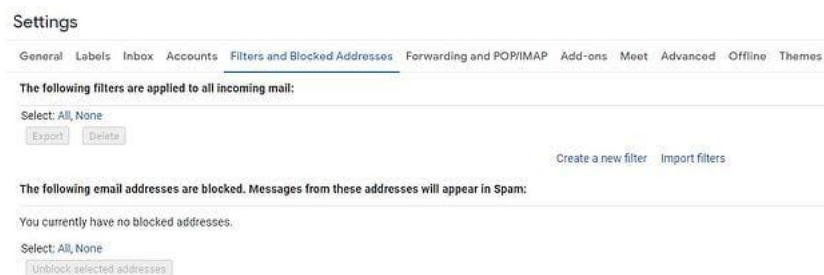 Settings
General Labels Inbox Accounts Filters and Blocked Addresses Forwarding and POP/IMAP Add-ons Meet Advanced Offline Themes
The following filters are applied to all incoming mail:
Select: All, None
Export Delete
Create a new filter Import filters
The following email addresses are blocked. Messages from these addresses will appear in Spam:
You currently have no blocked addresses.
Select: All, None
Unblock selected addresses